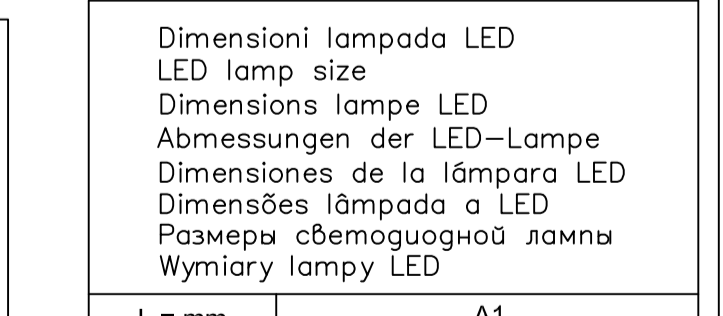 Dimensioni lampada LED
LED lamp size
Dimensions lampe LED
Abmessungen der LED-Lampe
Dimensiones de la lámpara LED
Dimensões lâmpada a LED
Размеры светодиодной лампы
Wymiary lampy LED
L = mm A1